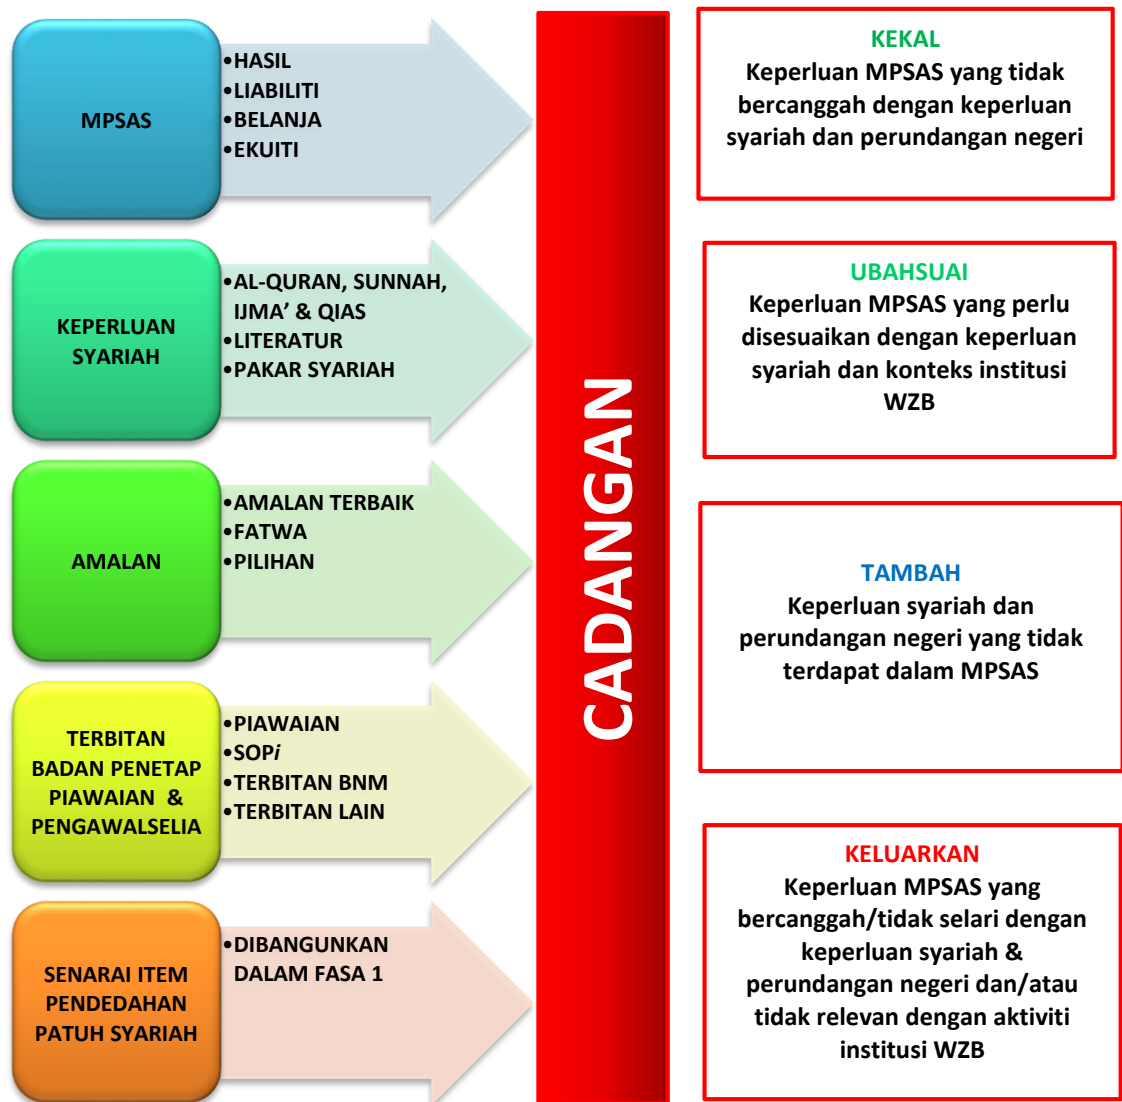 MPSAS
•HASIL
•LIABILITI
•BELANJA
•EKUITI
KEPERLUAN
SYARIAH
•AL-QURAN, SUNNAH,
IJMA’ & QIAS
•LITERATUR
•PAKAR SYARIAH
AMALAN
•AMALAN TERBAIK
•FATWA
•PILIHAN
TERBITAN
BADAN PENETAP
PIAWAIAN &
PENGAWALSELIA
•PIAWAIAN
•SOPi
•TERBITAN BNM
•TERBITAN LAIN
SENARAI ITEM
PENDEDAHAN
PATUH SYARIAH
•DIBANGUNKAN
DALAM FASA 1
CADANGAN
KEKAL
Keperluan MPSAS yang tidak
bercanggah dengan keperluan
syariah dan perundangan negeri
UBAHSUAI
Keperluan MPSAS yang perlu
disesuaikan dengan keperluan
syariah dan konteks institusi
WZB
TAMBAH
Keperluan syariah dan
perundangan negeri yang tidak
terdapat dalam MPSAS
KELUARKAN
Keperluan MPSAS yang
bercanggah/tidak selari dengan
keperluan syariah &
perundangan negeri dan/atau
tidak relevan dengan aktiviti
institusi WZB